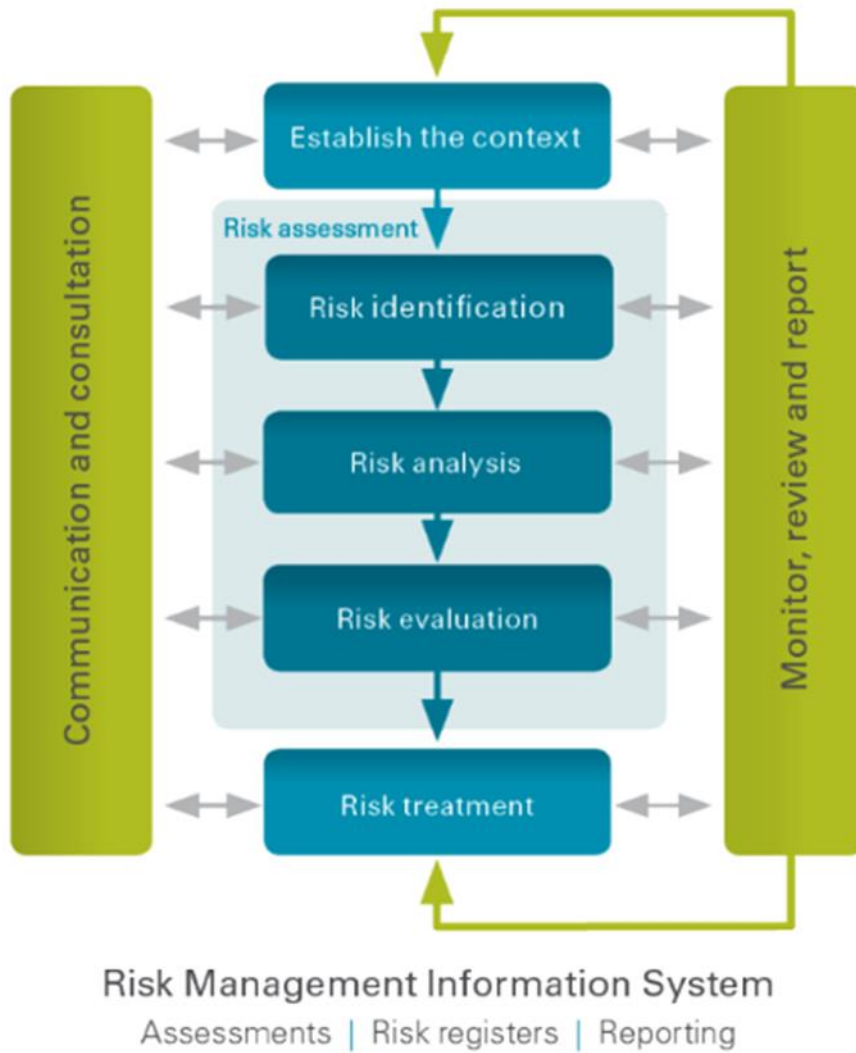 Establish the context
Risk assessment
Risk identification
Risk analysis
Risk evaluation
Risk treatment
Communication and consultation
Monitor, review and report
Risk Management Information System
Assessments | Risk registers | Reporting